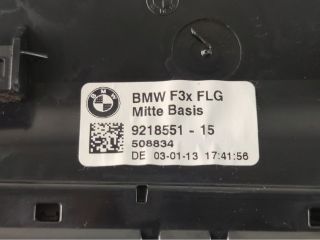 BMW F3x FLG
Mitte Basis
9218551 - 15
508834
DE 03-01-13 17:41:56